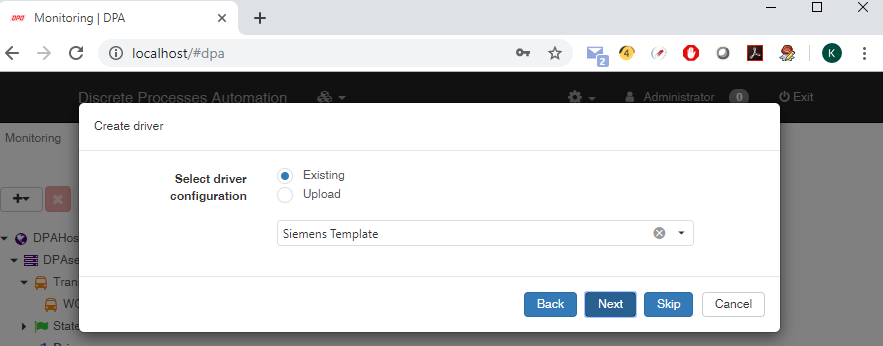 DPA Monitoring | DPA
localhost/#dpa
2
4
K
Discrete Processes Automation
Administrator 0 Exit
Monitoring
Create driver
Select driver configuration
Existing
Upload
Siemens Template
DPAHos
DPAse
Tran
WC
State
Back Next Skip Cancel